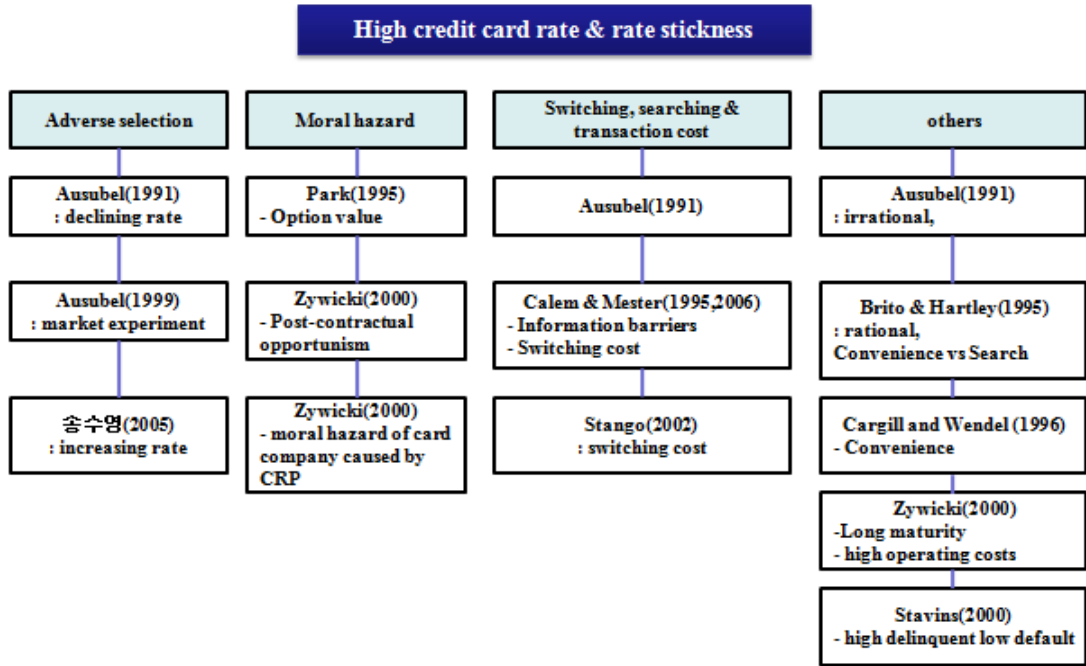 High credit card rate & rate stickness
Adverse selection
Ausubel(1991)
: declining rate
Ausubel(1999)
: market experiment
송수영(2005)
: increasing rate
Moral hazard
Park(1995)
- Option value
Zywicki(2000)
- Post-contractual
opportunism
Zywicki(2000)
- moral hazard of card
company caused by
CRP
Switching, searching &
transaction cost
Ausubel(1991)
Calem & Mester(1995,2006)
- Information barriers
- Switching cost
Stango(2002)
: switching cost
others
Ausubel(1991)
: irrational,
Brito & Hartley(1995)
: rational,
Convenience vs Search
Cargill and Wendel (1996)
- Convenience
Zywicki(2000)
-Long maturity
- high operating costs
Stavins(2000)
- high delinquent low default